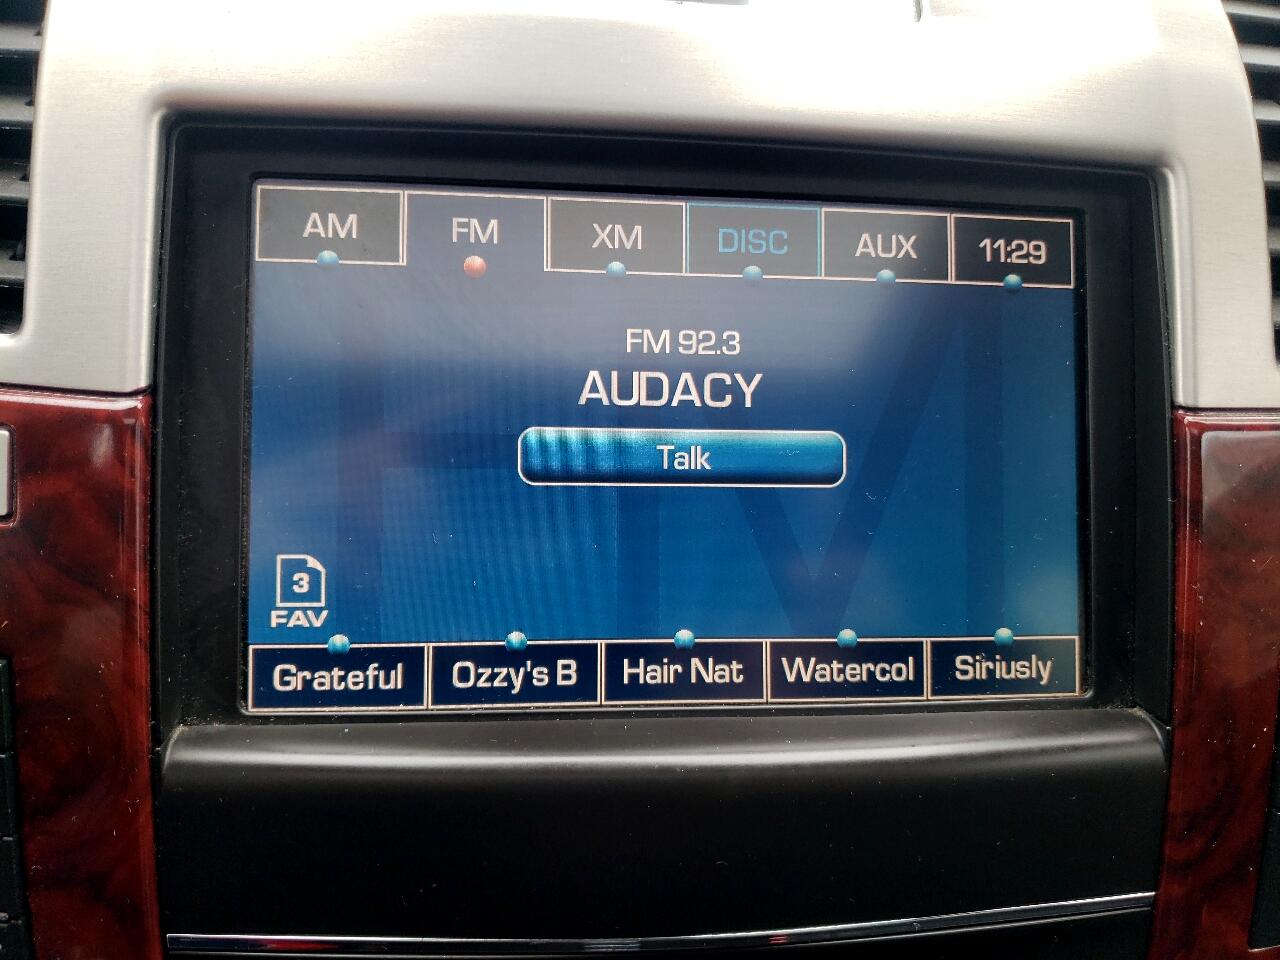 AM FM XM DISC AUX 11:29
FM 92.3
AUDACY
Talk
3
FAV
Grateful Ozzy's B Hair Nat Watercol Siriusly